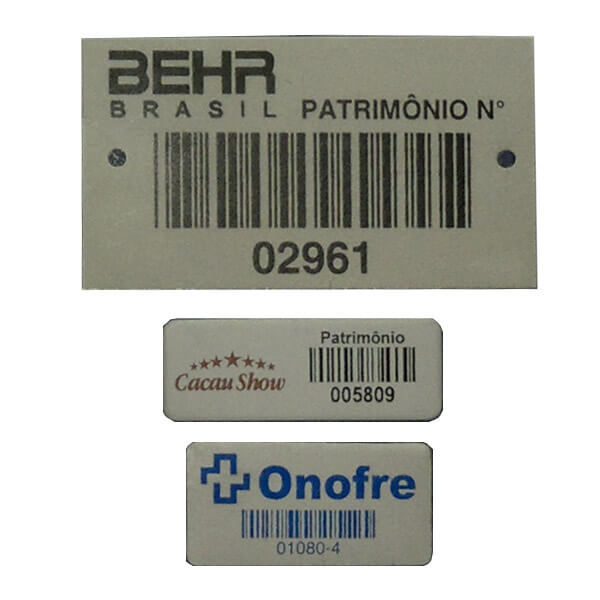 BEHR
BRASIL PATRIMÔNIO N°
02961
Patrimônio
Cacau Show
005809
Onofre
01080-4